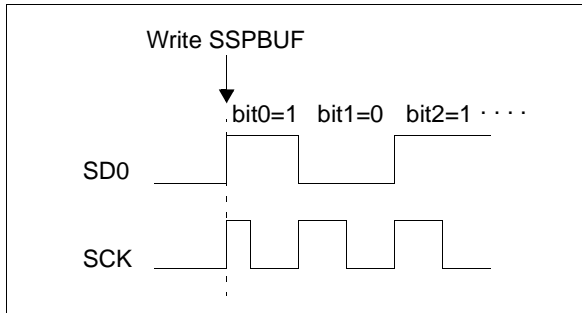 Write SSPBUF
bit0=1 bit1=0 bit2=1 · · · ·
SD0
SCK